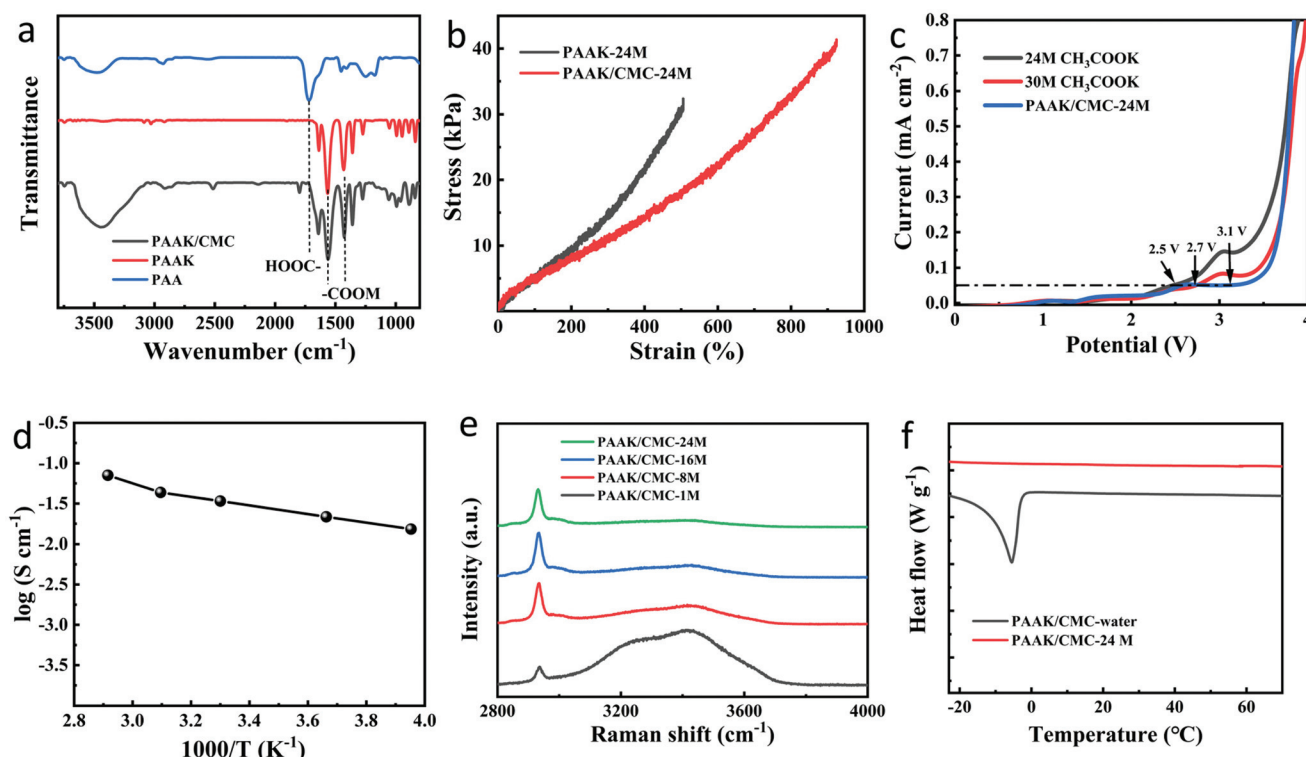 a
Transmittance
PAAK/CMC
PAAK
PAA
HOOC-
-COOM
3500 3000 2500 2000 1500 1000
Wavenumber (cm⁻¹)
b
40
30
20
10
Stress (kPa)
PAAK-24M
PAAK/CMC-24M
0 200 400 600 800 1000
Strain (%)
c
0.8
0.7
0.6
0.5
0.4
0.3
0.2
0.1
0.0
Current (mA cm⁻²)
24M CH₃COOK
30M CH₃COOK
PAAK/CMC-24M
2.5 V
2.7 V
3.1 V
0 1 2 3 4
Potential (V)
d
-0.5
-1.0
-1.5
-2.0
-2.5
-3.0
-3.5
log (S cm⁻¹)
2.8 3.0 3.2 3.4 3.6 3.8 4.0
1000/T (K⁻¹)
e
Intensity (a.u.)
PAAK/CMC-24M
PAAK/CMC-16M
PAAK/CMC-8M
PAAK/CMC-1M
2800 3200 3600 4000
Raman shift (cm⁻¹)
f
Heat flow (W g⁻¹)
PAAK/CMC-water
PAAK/CMC-24 M
-20 0 20 40 60
Temperature (°C)